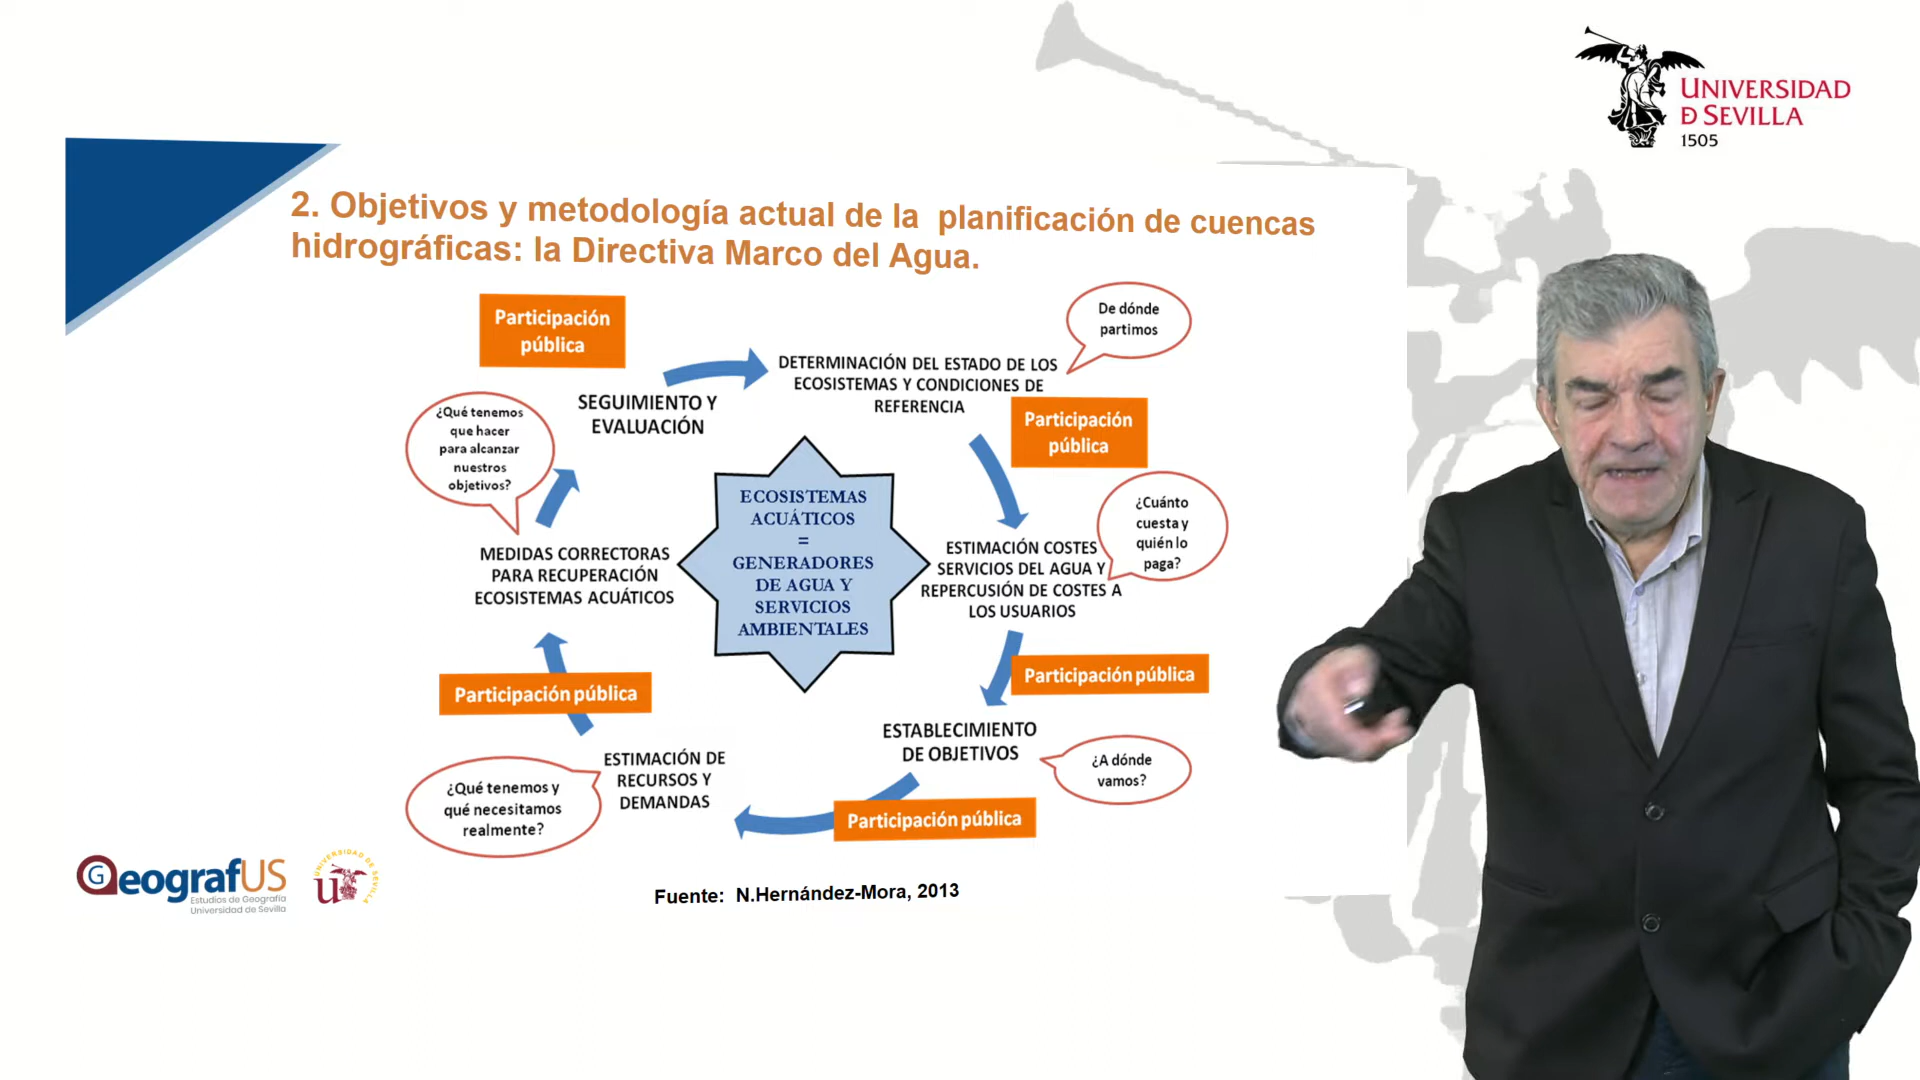 UNIVERSIDAD
Đ SEVILLA
1505
2. Objetivos y metodología actual de la planificación de cuencas
hidrográficas: la Directiva Marco del Agua.
Participación
pública
De dónde
partimos
DETERMINACIÓN DEL ESTADO DE LOS
ECOSISTEMAS Y CONDICIONES DE
REFERENCIA
Participación
pública
¿Cuánto
cuesta y
quién lo
paga?
ESTIMACIÓN COSTES
SERVICIOS DEL AGUA Y
REPERCUSIÓN DE COSTES A
LOS USUARIOS
Participación pública
ESTABLECIMIENTO
DE OBJETIVOS
¿A dónde
vamos?
Participación pública
ESTIMACIÓN DE
RECURSOS Y
DEMANDAS
¿Qué tenemos y
qué necesitamos
realmente?
Participación pública
MEDIDAS CORRECTORAS
PARA RECUPERACIÓN
ECOSISTEMAS ACUÁTICOS
¿Qué tenemos
que hacer
para alcanzar
nuestros
objetivos?
SEGUIMIENTO Y
EVALUACIÓN
ECOSISTEMAS
ACUÁTICOS
=
GENERADORES
DE AGUA Y
SERVICIOS
AMBIENTALES
GeografUS
Estudios de Geografía
Universidad de Sevilla
UNIVERSIDAD DE SEVILLA
US
Fuente: N.Hernández-Mora, 2013